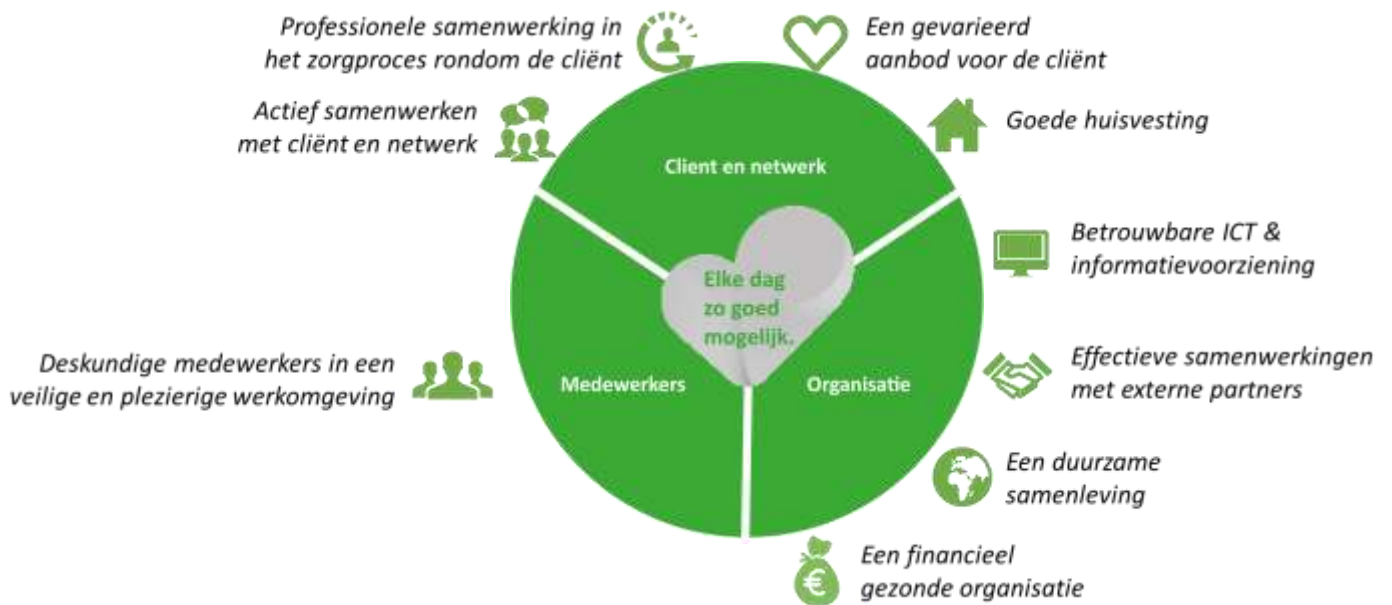 Professionele samenwerking in
het zorgproces rondom de cliënt
Een gevarieerd
aanbod voor de cliënt
Actief samenwerken
met cliënt en netwerk
Goede huisvesting
Client en netwerk
Betrouwbare ICT &
informatievoorziening
Elke dag
zo goed
mogelijk.
Deskundige medewerkers in een
veilige en plezierige werkomgeving
Medewerkers
Organisatie
Effectieve samenwerkingen
met externe partners
Een duurzame
samenleving
€
Een financieel
gezonde organisatie